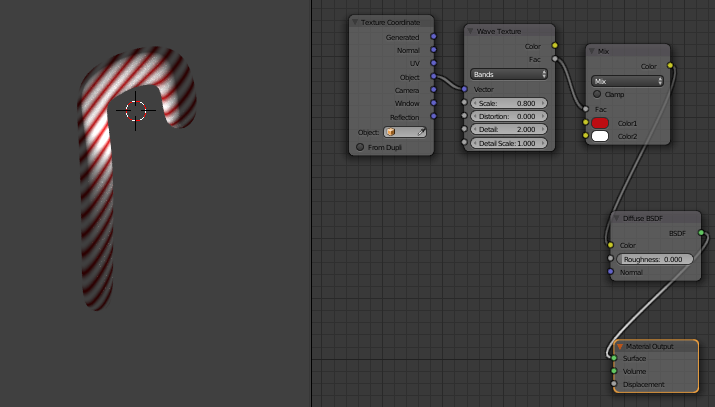 Texture Coordinate
Generated
Normal
UV
Object
Camera
Window
Reflection
Object:
From Dupli
Wave Texture
Color
Fac
Bands
Vector
Scale: 0.800
Distortion: 0.000
Detail: 2.000
Detail Scale: 1.000
Mix
Color
Mix
Clamp
Fac
Color1
Color2
Diffuse BSDF
BSDF
Color
Roughness: 0.000
Normal
Material Output
Surface
Volume
Displacement